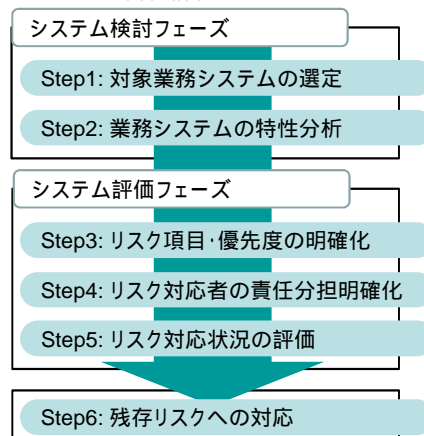 システム検討フェーズ
Step1: 対象業務システムの選定
Step2: 業務システムの特性分析
システム評価フェーズ
Step3: リスク項目・優先度の明確化
Step4: リスク対応者の責任分担明確化
Step5: リスク対応状況の評価
Step6: 残存リスクへの対応